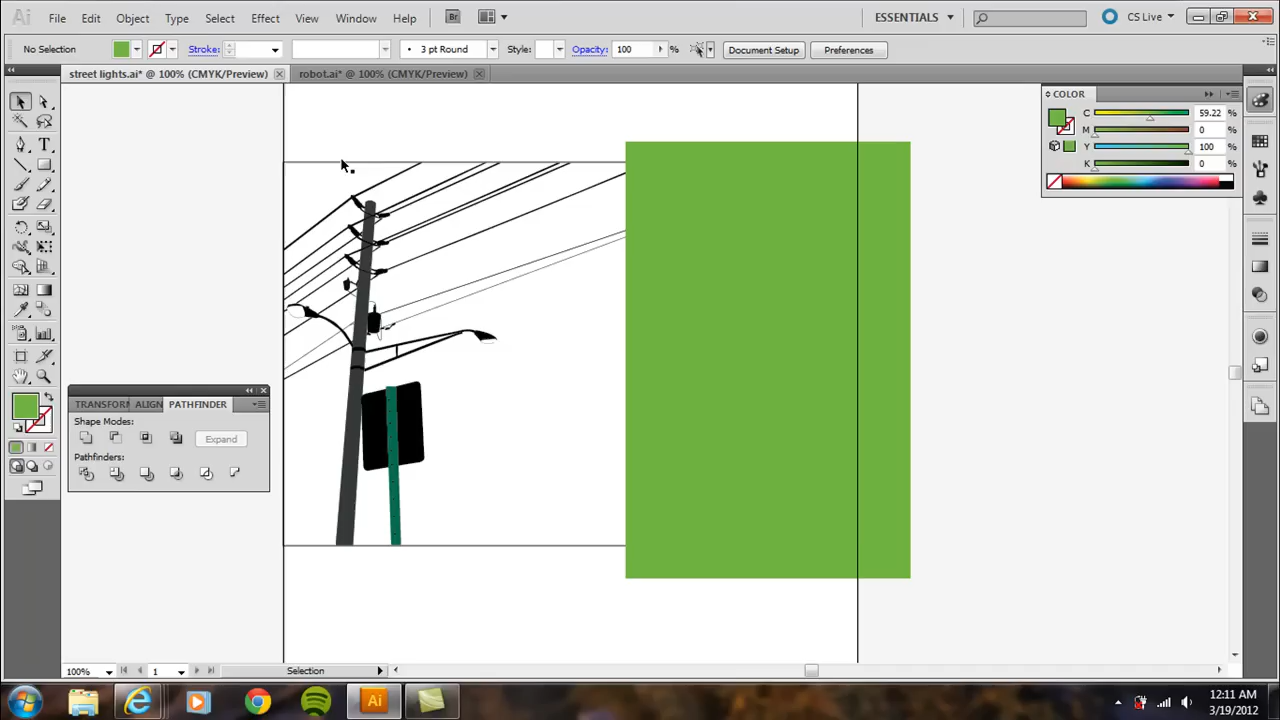 Ai File Edit Object Type Select Effect View Window Help Br ESSENTIALS CS Live
No Selection Stroke: 3 pt Round Style: Opacity: 100 % Document Setup Preferences
street lights.ai* @ 100% (CMYK/Preview) robot.ai* @ 100% (CMYK/Preview)
COLOR
C 59.22 %
M 0 %
Y 100 %
K 0 %
TRANSFORM ALIGN PATHFINDER
Shape Modes:
Expand
Pathfinders:
100% 1 Selection
Ai 12:11 AM
3/19/2012